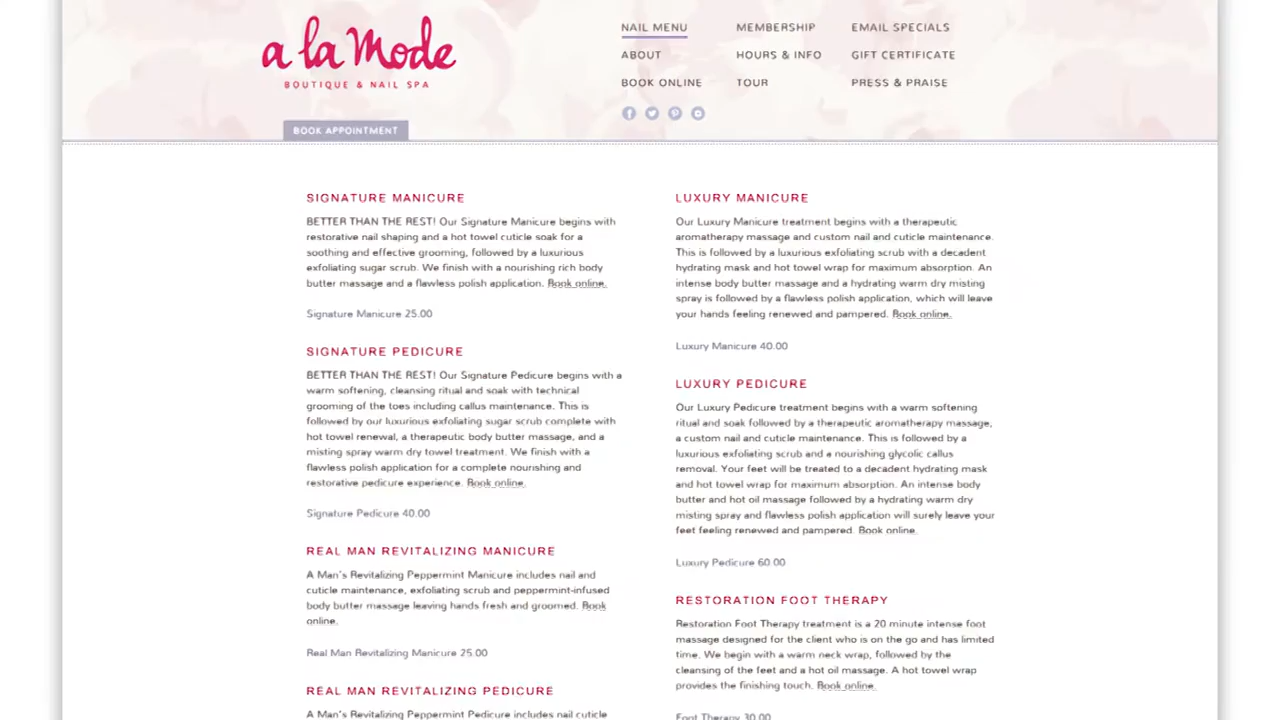 a la Mode
BOUTIQUE & NAIL SPA
NAIL MENU
MEMBERSHIP
EMAIL SPECIALS
ABOUT
HOURS & INFO
GIFT CERTIFICATE
BOOK ONLINE
TOUR
PRESS & PRAISE
BOOK APPOINTMENT
SIGNATURE MANICURE
BETTER THAN THE REST! Our Signature Manicure begins with
restorative nail shaping and a hot towel cuticle soak for a
soothing and effective grooming, followed by a luxurious
exfoliating sugar scrub. We finish with a nourishing rich body
butter massage and a flawless polish application. Book online.
Signature Manicure 25.00
SIGNATURE PEDICURE
BETTER THAN THE REST! Our Signature Pedicure begins with a
warm softening, cleansing ritual and soak with technical
grooming of the toes including callus maintenance. This is
followed by our luxurious exfoliating sugar scrub complete with
hot towel renewal, a therapeutic body butter massage, and a
misting spray warm dry towel treatment. We finish with a
flawless polish application for a complete nourishing and
restorative pedicure experience. Book online.
Signature Pedicure 40.00
REAL MAN REVITALIZING MANICURE
A Man's Revitalizing Peppermint Manicure includes nail and
cuticle maintenance, exfoliating scrub and peppermint-infused
body butter massage leaving hands fresh and groomed. Book
online.
Real Man Revitalizing Manicure 25.00
REAL MAN REVITALIZING PEDICURE
A Man's Revitalizing Peppermint Pedicure includes nail cuticle
LUXURY MANICURE
Our Luxury Manicure treatment begins with a therapeutic
aromatherapy massage and custom nail and cuticle maintenance.
This is followed by a luxurious exfoliating scrub with a decadent
hydrating mask and hot towel wrap for maximum absorption. An
intense body butter massage and a hydrating warm dry misting
spray is followed by a flawless polish application, which will leave
your hands feeling renewed and pampered. Book online.
Luxury Manicure 40.00
LUXURY PEDICURE
Our Luxury Pedicure treatment begins with a warm softening
ritual and soak followed by a therapeutic aromatherapy massage,
a custom nail and cuticle maintenance. This is followed by a
luxurious exfoliating scrub and a nourishing glycolic callus
removal. Your feet will be treated to a decadent hydrating mask
and hot towel wrap for maximum absorption. An intense body
butter and hot oil massage followed by a hydrating warm dry
misting spray and flawless polish application will surely leave your
feet feeling renewed and pampered. Book online.
Luxury Pedicure 60.00
RESTORATION FOOT THERAPY
Restoration Foot Therapy treatment is a 20 minute intense foot
massage designed for the client who is on the go and has limited
time. We begin with a warm neck wrap, followed by the
cleansing of the feet and a hot oil massage. A hot towel wrap
provides the finishing touch. Book online.
Foot Therapy 30.00